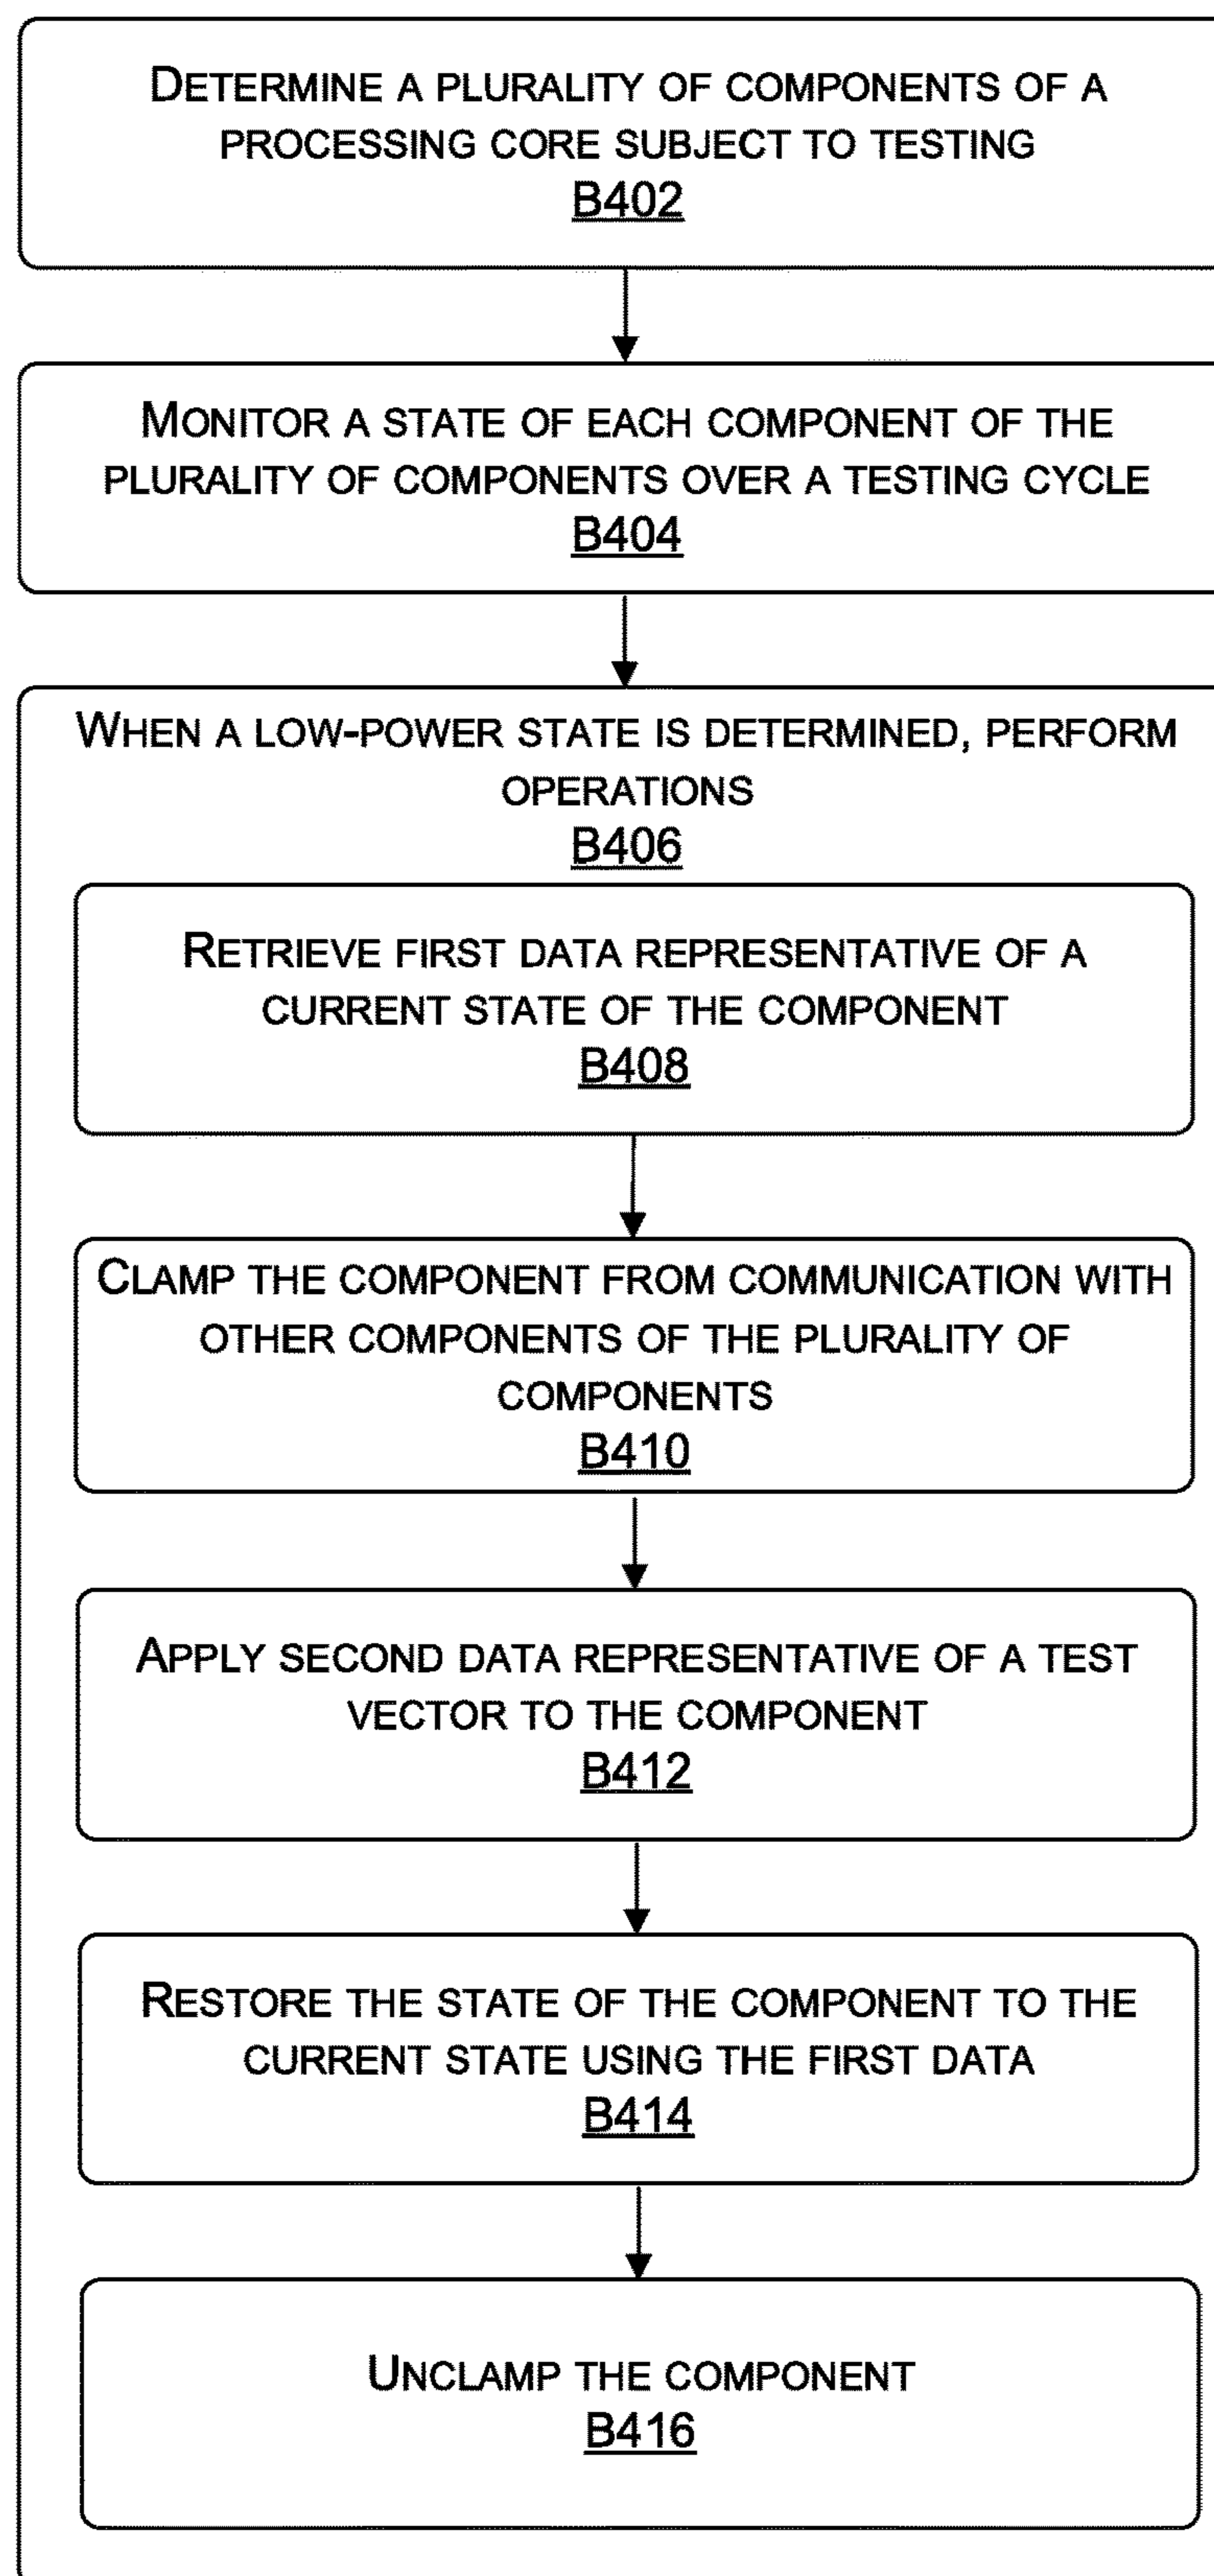 DETERMINE A PLURALITY OF COMPONENTS OF A
PROCESSING CORE SUBJECT TO TESTING
B402
MONITOR A STATE OF EACH COMPONENT OF THE
PLURALITY OF COMPONENTS OVER A TESTING CYCLE
B404
WHEN A LOW-POWER STATE IS DETERMINED, PERFORM
OPERATIONS
B406
RETRIEVE FIRST DATA REPRESENTATIVE OF A
CURRENT STATE OF THE COMPONENT
B408
CLAMP THE COMPONENT FROM COMMUNICATION WITH
OTHER COMPONENTS OF THE PLURALITY OF
COMPONENTS
B410
APPLY SECOND DATA REPRESENTATIVE OF A TEST
VECTOR TO THE COMPONENT
B412
RESTORE THE STATE OF THE COMPONENT TO THE
CURRENT STATE USING THE FIRST DATA
B414
UNCLAMP THE COMPONENT
B416